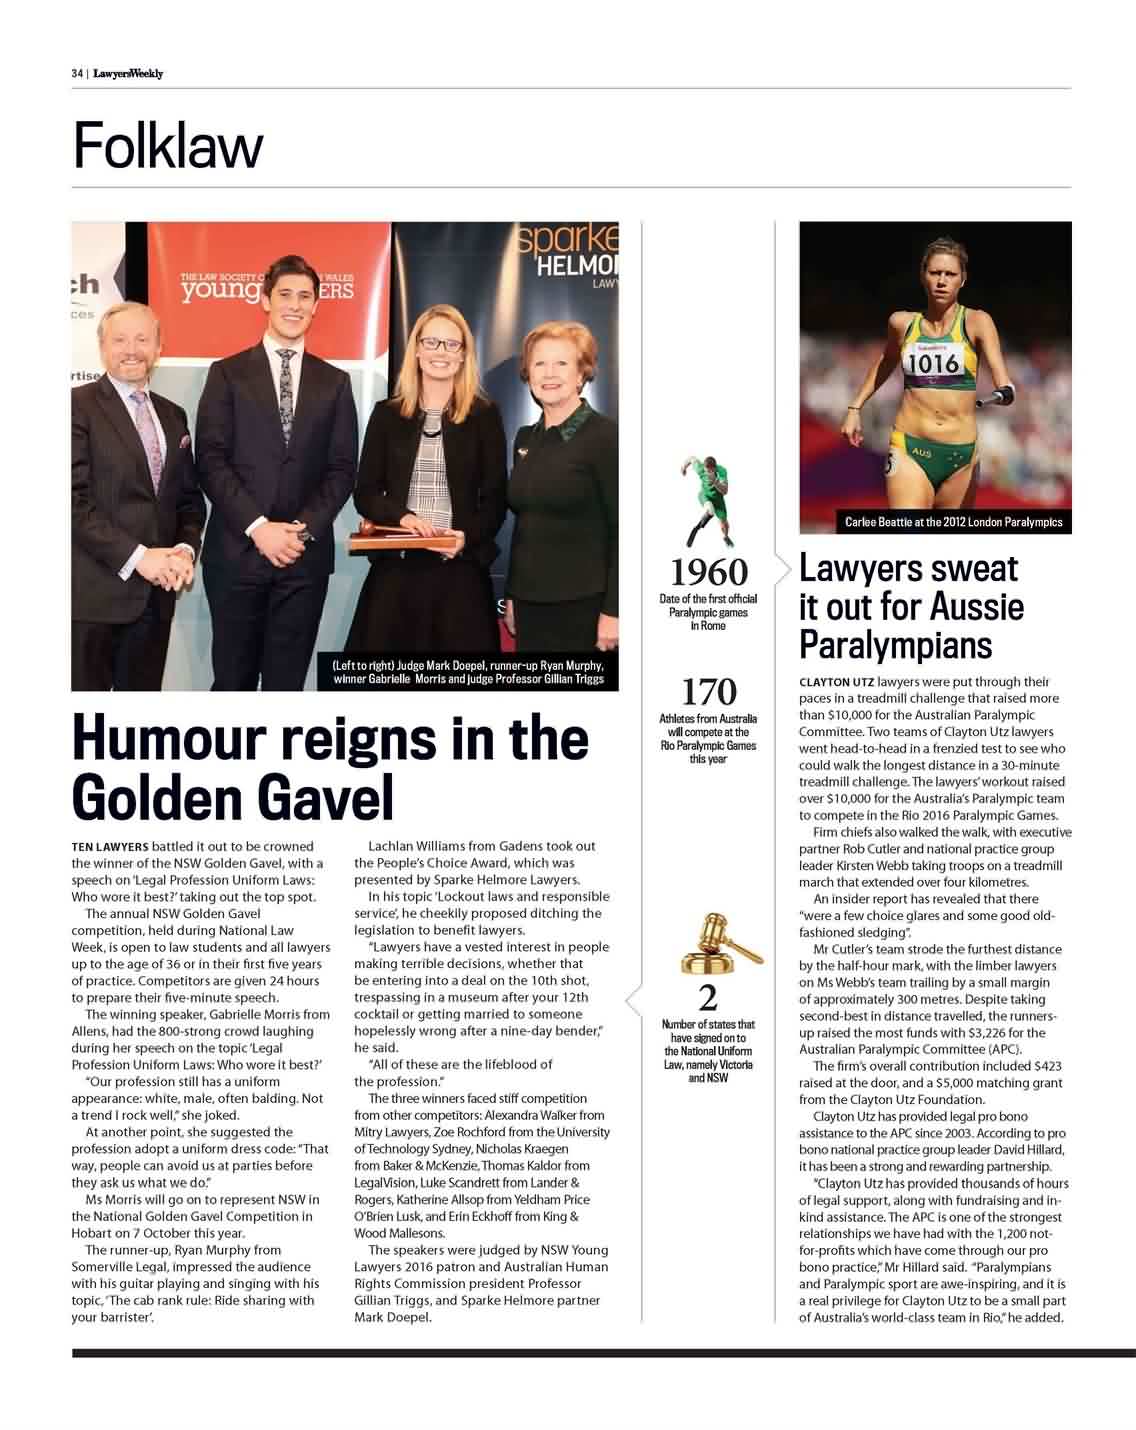 34 | LawyersWeekly
Folklaw
ch
ces
rtise
THE LAW SOCIETY O
WALES
young
ERS
sparke
HELMO
LAW
(Left to right) Judge Mark Doepel, runner-up Ryan Murphy,
winner Gabrielle Morris and judge Professor Gillian Triggs
Humour reigns in the
Golden Gavel
TEN LAWYERS battled it out to be crowned
the winner of the NSW Golden Gavel, with a
speech on 'Legal Profession Uniform Laws:
Who wore it best?' taking out the top spot.
The annual NSW Golden Gavel
competition, held during National Law
Week, is open to law students and all lawyers
up to the age of 36 or in their first five years
of practice. Competitors are given 24 hours
to prepare their five-minute speech.
The winning speaker, Gabrielle Morris from
Allens, had the 800-strong crowd laughing
during her speech on the topic 'Legal
Profession Uniform Laws: Who wore it best?'
"Our profession still has a uniform
appearance: white, male, often balding. Not
a trend I rock well," she joked.
At another point, she suggested the
profession adopt a uniform dress code: "That
way, people can avoid us at parties before
they ask us what we do."
Ms Morris will go on to represent NSW in
the National Golden Gavel Competition in
Hobart on 7 October this year.
The runner-up, Ryan Murphy from
Somerville Legal, impressed the audience
with his guitar playing and singing with his
topic, 'The cab rank rule: Ride sharing with
your barrister'.
Lachlan Williams from Gadens took out
the People's Choice Award, which was
presented by Sparke Helmore Lawyers.
In his topic 'Lockout laws and responsible
service', he cheekily proposed ditching the
legislation to benefit lawyers.
"Lawyers have a vested interest in people
making terrible decisions, whether that
be entering into a deal on the 10th shot,
trespassing in a museum after your 12th
cocktail or getting married to someone
hopelessly wrong after a nine-day bender,"
he said.
"All of these are the lifeblood of
the profession."
The three winners faced stiff competition
from other competitors: Alexandra Walker from
Mitry Lawyers, Zoe Rochford from the University
of Technology Sydney, Nicholas Kraegen
from Baker & McKenzie, Thomas Kaldor from
LegalVision, Luke Scandrett from Lander &
Rogers, Katherine Allsop from Yeldham Price
O'Brien Lusk, and Erin Eckhoff from King &
Wood Mallesons.
The speakers were judged by NSW Young
Lawyers 2016 patron and Australian Human
Rights Commission president Professor
Gillian Triggs, and Sparke Helmore partner
Mark Doepel.
1960
Date of the first official
Paralympic games
in Rome
170
Athletes from Australia
will compete at the
Rio Paralympic Games
this year
2
Number of states that
have signed on to
the National Uniform
Law, namely Victoria
and NSW
1016
AUS
Carlee Beattie at the 2012 London Paralympics
Lawyers sweat
it out for Aussie
Paralympians
CLAYTON UTZ lawyers were put through their
paces in a treadmill challenge that raised more
than $10,000 for the Australian Paralympic
Committee. Two teams of Clayton Utz lawyers
went head-to-head in a frenzied test to see who
could walk the longest distance in a 30-minute
treadmill challenge. The lawyers' workout raised
over $10,000 for the Australia's Paralympic team
to compete in the Rio 2016 Paralympic Games.
Firm chiefs also walked the walk, with executive
partner Rob Cutler and national practice group
leader Kirsten Webb taking troops on a treadmill
march that extended over four kilometres.
An insider report has revealed that there
"were a few choice glares and some good old-
fashioned sledging".
Mr Cutler's team strode the furthest distance
by the half-hour mark, with the limber lawyers
on Ms Webb's team trailing by a small margin
of approximately 300 metres. Despite taking
second-best in distance travelled, the runners-
up raised the most funds with $3,226 for the
Australian Paralympic Committee (APC).
The firm's overall contribution included $423
raised at the door, and a $5,000 matching grant
from the Clayton Utz Foundation.
Clayton Utz has provided legal pro bono
assistance to the APC since 2003. According to pro
bono national practice group leader David Hillard,
it has been a strong and rewarding partnership.
"Clayton Utz has provided thousands of hours
of legal support, along with fundraising and in-
kind assistance. The APC is one of the strongest
relationships we have had with the 1,200 not-
for-profits which have come through our pro
bono practice," Mr Hillard said. "Paralympians
and Paralympic sport are awe-inspiring, and it is
a real privilege for Clayton Utz to be a small part
of Australia's world-class team in Rio," he added.